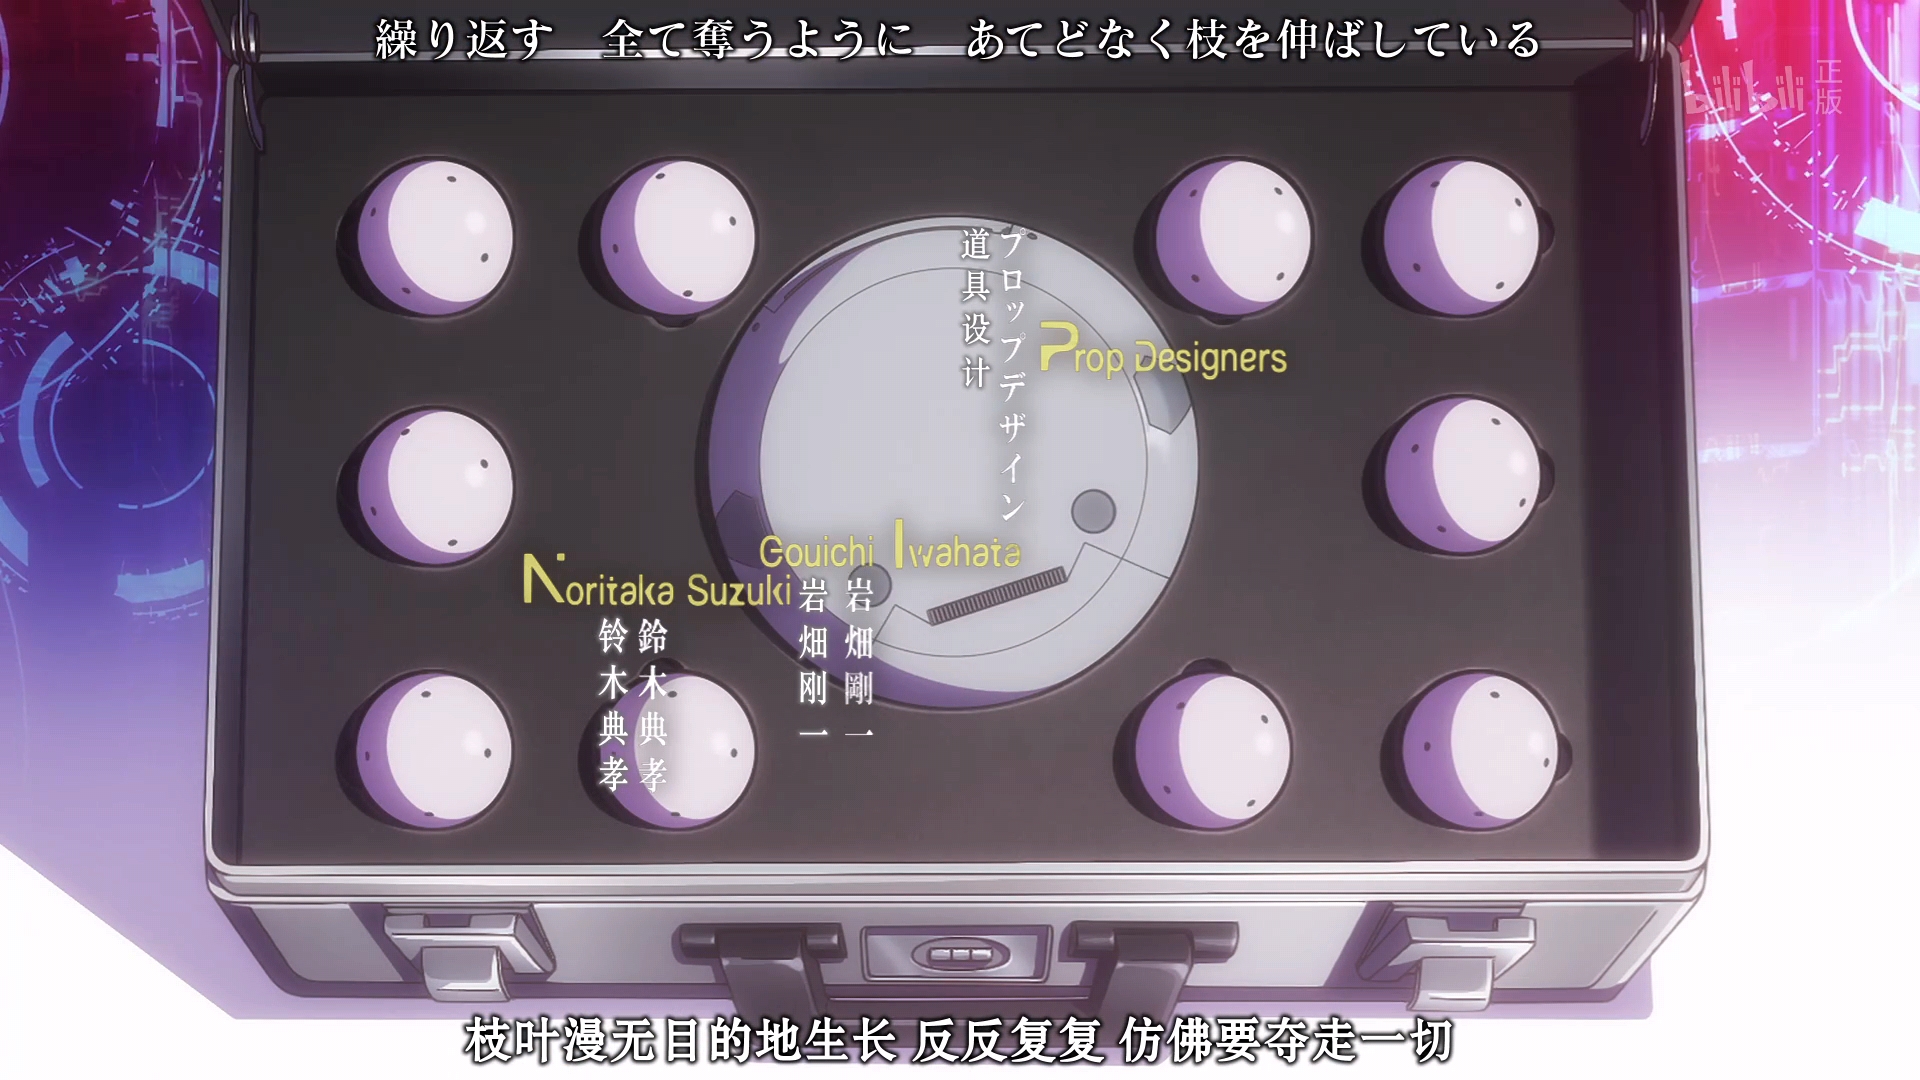 繰り返す　全て奪うように　あてどなく枝を伸ばしている
bilibili 正版
プロップデザイン
道具设计
Prop Designers
Gouichi Iwahata
岩畑剛一
岩畑刚一
Noritaka Suzuki
鈴木典孝
铃木典孝
枝叶漫无目的地生长 反反复复 仿佛要夺走一切